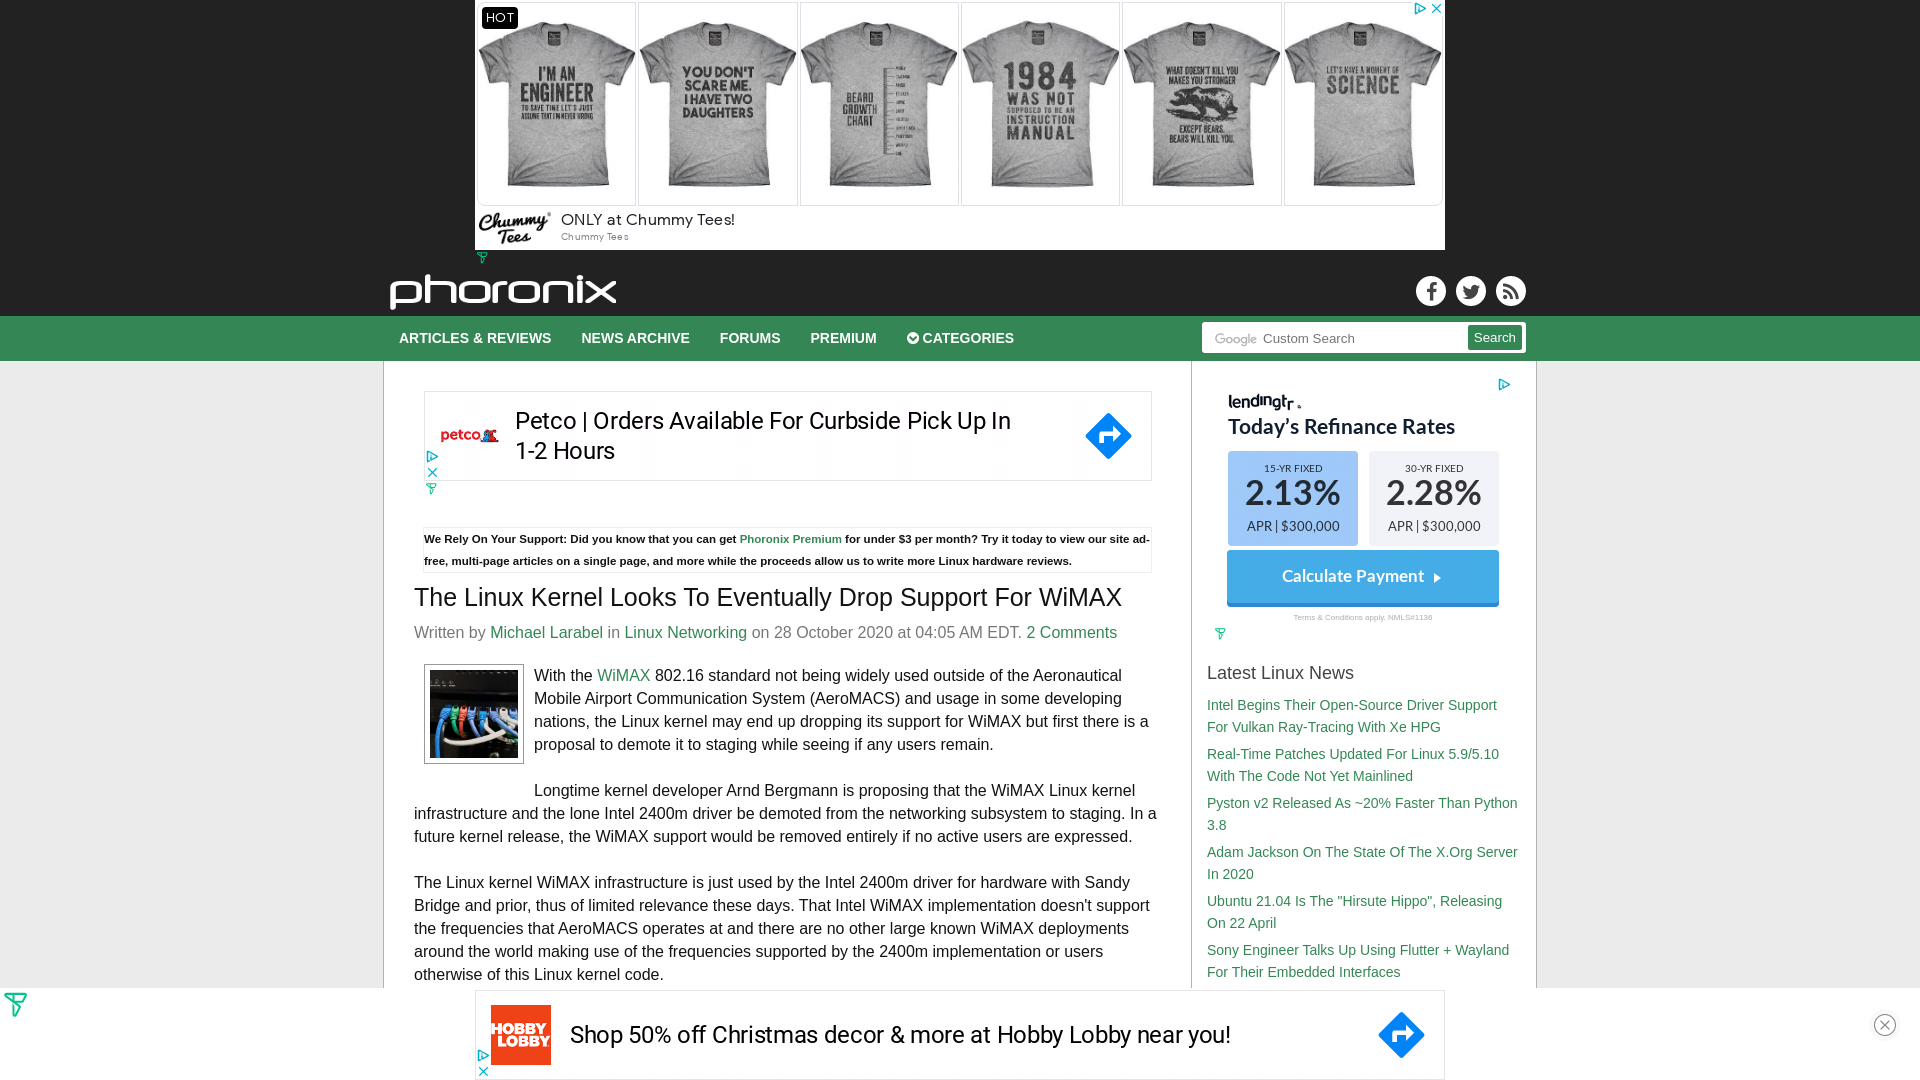 HOT
I'M AN
ENGINEER
TO SAVE TIME LET'S JUST
ASSUME THAT I'M NEVER WRONG
YOU DON'T
SCARE ME.
I HAVE TWO
DAUGHTERS
BEARD
GROWTH
CHART
1984
WAS NOT
SUPPOSED TO BE AN
INSTRUCTION
MANUAL
WHAT DOESN'T KILL YOU
MAKES YOU STRONGER
EXCEPT BEARS.
BEARS WILL KILL YOU.
LET'S HAVE A MOMENT OF
SCIENCE
Chummy
Tees
ONLY at Chummy Tees!
Chummy Tees
phoronix
ARTICLES & REVIEWS
NEWS ARCHIVE
FORUMS
PREMIUM
CATEGORIES
Google Custom Search
Search
petco
Petco | Orders Available For Curbside Pick Up In
1-2 Hours
We Rely On Your Support: Did you know that you can get Phoronix Premium for under $3 per month? Try it today to view our site ad-
free, multi-page articles on a single page, and more while the proceeds allow us to write more Linux hardware reviews.
The Linux Kernel Looks To Eventually Drop Support For WiMAX
Written by Michael Larabel in Linux Networking on 28 October 2020 at 04:05 AM EDT. 2 Comments
With the WiMAX 802.16 standard not being widely used outside of the Aeronautical
Mobile Airport Communication System (AeroMACS) and usage in some developing
nations, the Linux kernel may end up dropping its support for WiMAX but first there is a
proposal to demote it to staging while seeing if any users remain.
Longtime kernel developer Arnd Bergmann is proposing that the WiMAX Linux kernel
infrastructure and the lone Intel 2400m driver be demoted from the networking subsystem to staging. In a
future kernel release, the WiMAX support would be removed entirely if no active users are expressed.
The Linux kernel WiMAX infrastructure is just used by the Intel 2400m driver for hardware with Sandy
Bridge and prior, thus of limited relevance these days. That Intel WiMAX implementation doesn't support
the frequencies that AeroMACS operates at and there are no other large known WiMAX deployments
around the world making use of the frequencies supported by the 2400m implementation or users
otherwise of this Linux kernel code.
lendingtr
Today's Refinance Rates
15-YR FIXED
2.13%
APR | $300,000
30-YR FIXED
2.28%
APR | $300,000
Calculate Payment
Terms & Conditions apply. NMLS#1136
Latest Linux News
Intel Begins Their Open-Source Driver Support
For Vulkan Ray-Tracing With Xe HPG
Real-Time Patches Updated For Linux 5.9/5.10
With The Code Not Yet Mainlined
Pyston v2 Released As ~20% Faster Than Python
3.8
Adam Jackson On The State Of The X.Org Server
In 2020
Ubuntu 21.04 Is The "Hirsute Hippo", Releasing
On 22 April
Sony Engineer Talks Up Using Flutter + Wayland
For Their Embedded Interfaces
HOBBY
LOBBY
Shop 50% off Christmas decor & more at Hobby Lobby near you!